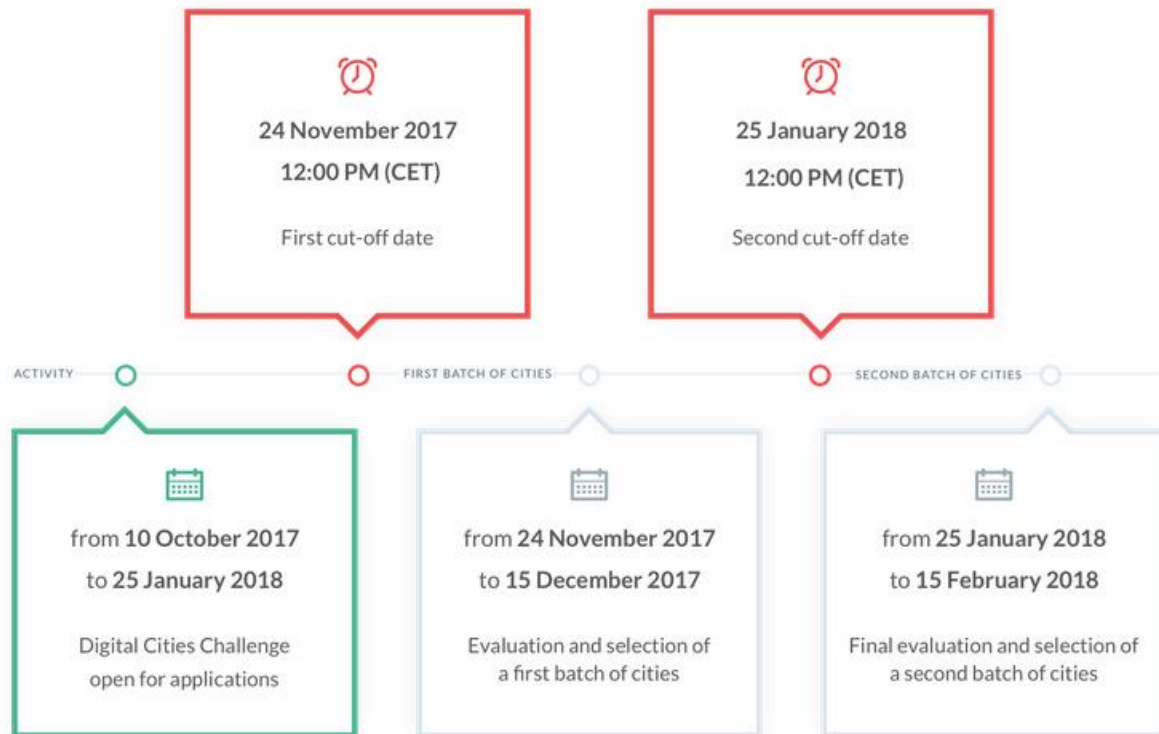 24 November 2017
12:00 PM (CET)
First cut-off date
25 January 2018
12:00 PM (CET)
Second cut-off date
ACTIVITY
FIRST BATCH OF CITIES
SECOND BATCH OF CITIES
from 10 October 2017
to 25 January 2018
Digital Cities Challenge
open for applications
from 24 November 2017
to 15 December 2017
Evaluation and selection of
a first batch of cities
from 25 January 2018
to 15 February 2018
Final evaluation and selection of
a second batch of cities